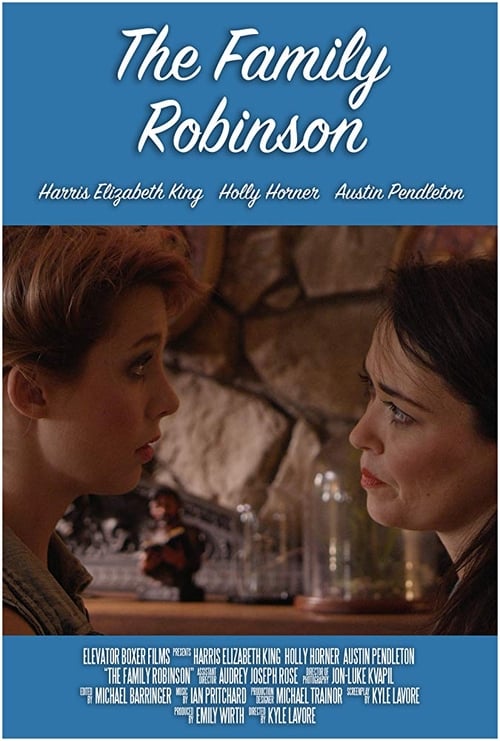 The Family
Robinson
Harris Elizabeth King Holly Horner Austin Pendleton
ELEVATOR BOXER FILMS PRESENTS HARRIS ELIZABETH KING HOLLY HORNER AUSTIN PENDLETON
"THE FAMILY ROBINSON" ASSISTANT DIRECTOR AUDREY JOSEPH ROSE DIRECTOR OF PHOTOGRAPHY JON-LUKE KVAPIL
EDITED BY MICHAEL BARRINGER MUSIC BY IAN PRITCHARD PRODUCTION DESIGNER MICHAEL TRAINOR SCREENPLAY BY KYLE LAVORE
PRODUCED BY EMILY WIRTH DIRECTED BY KYLE LAVORE